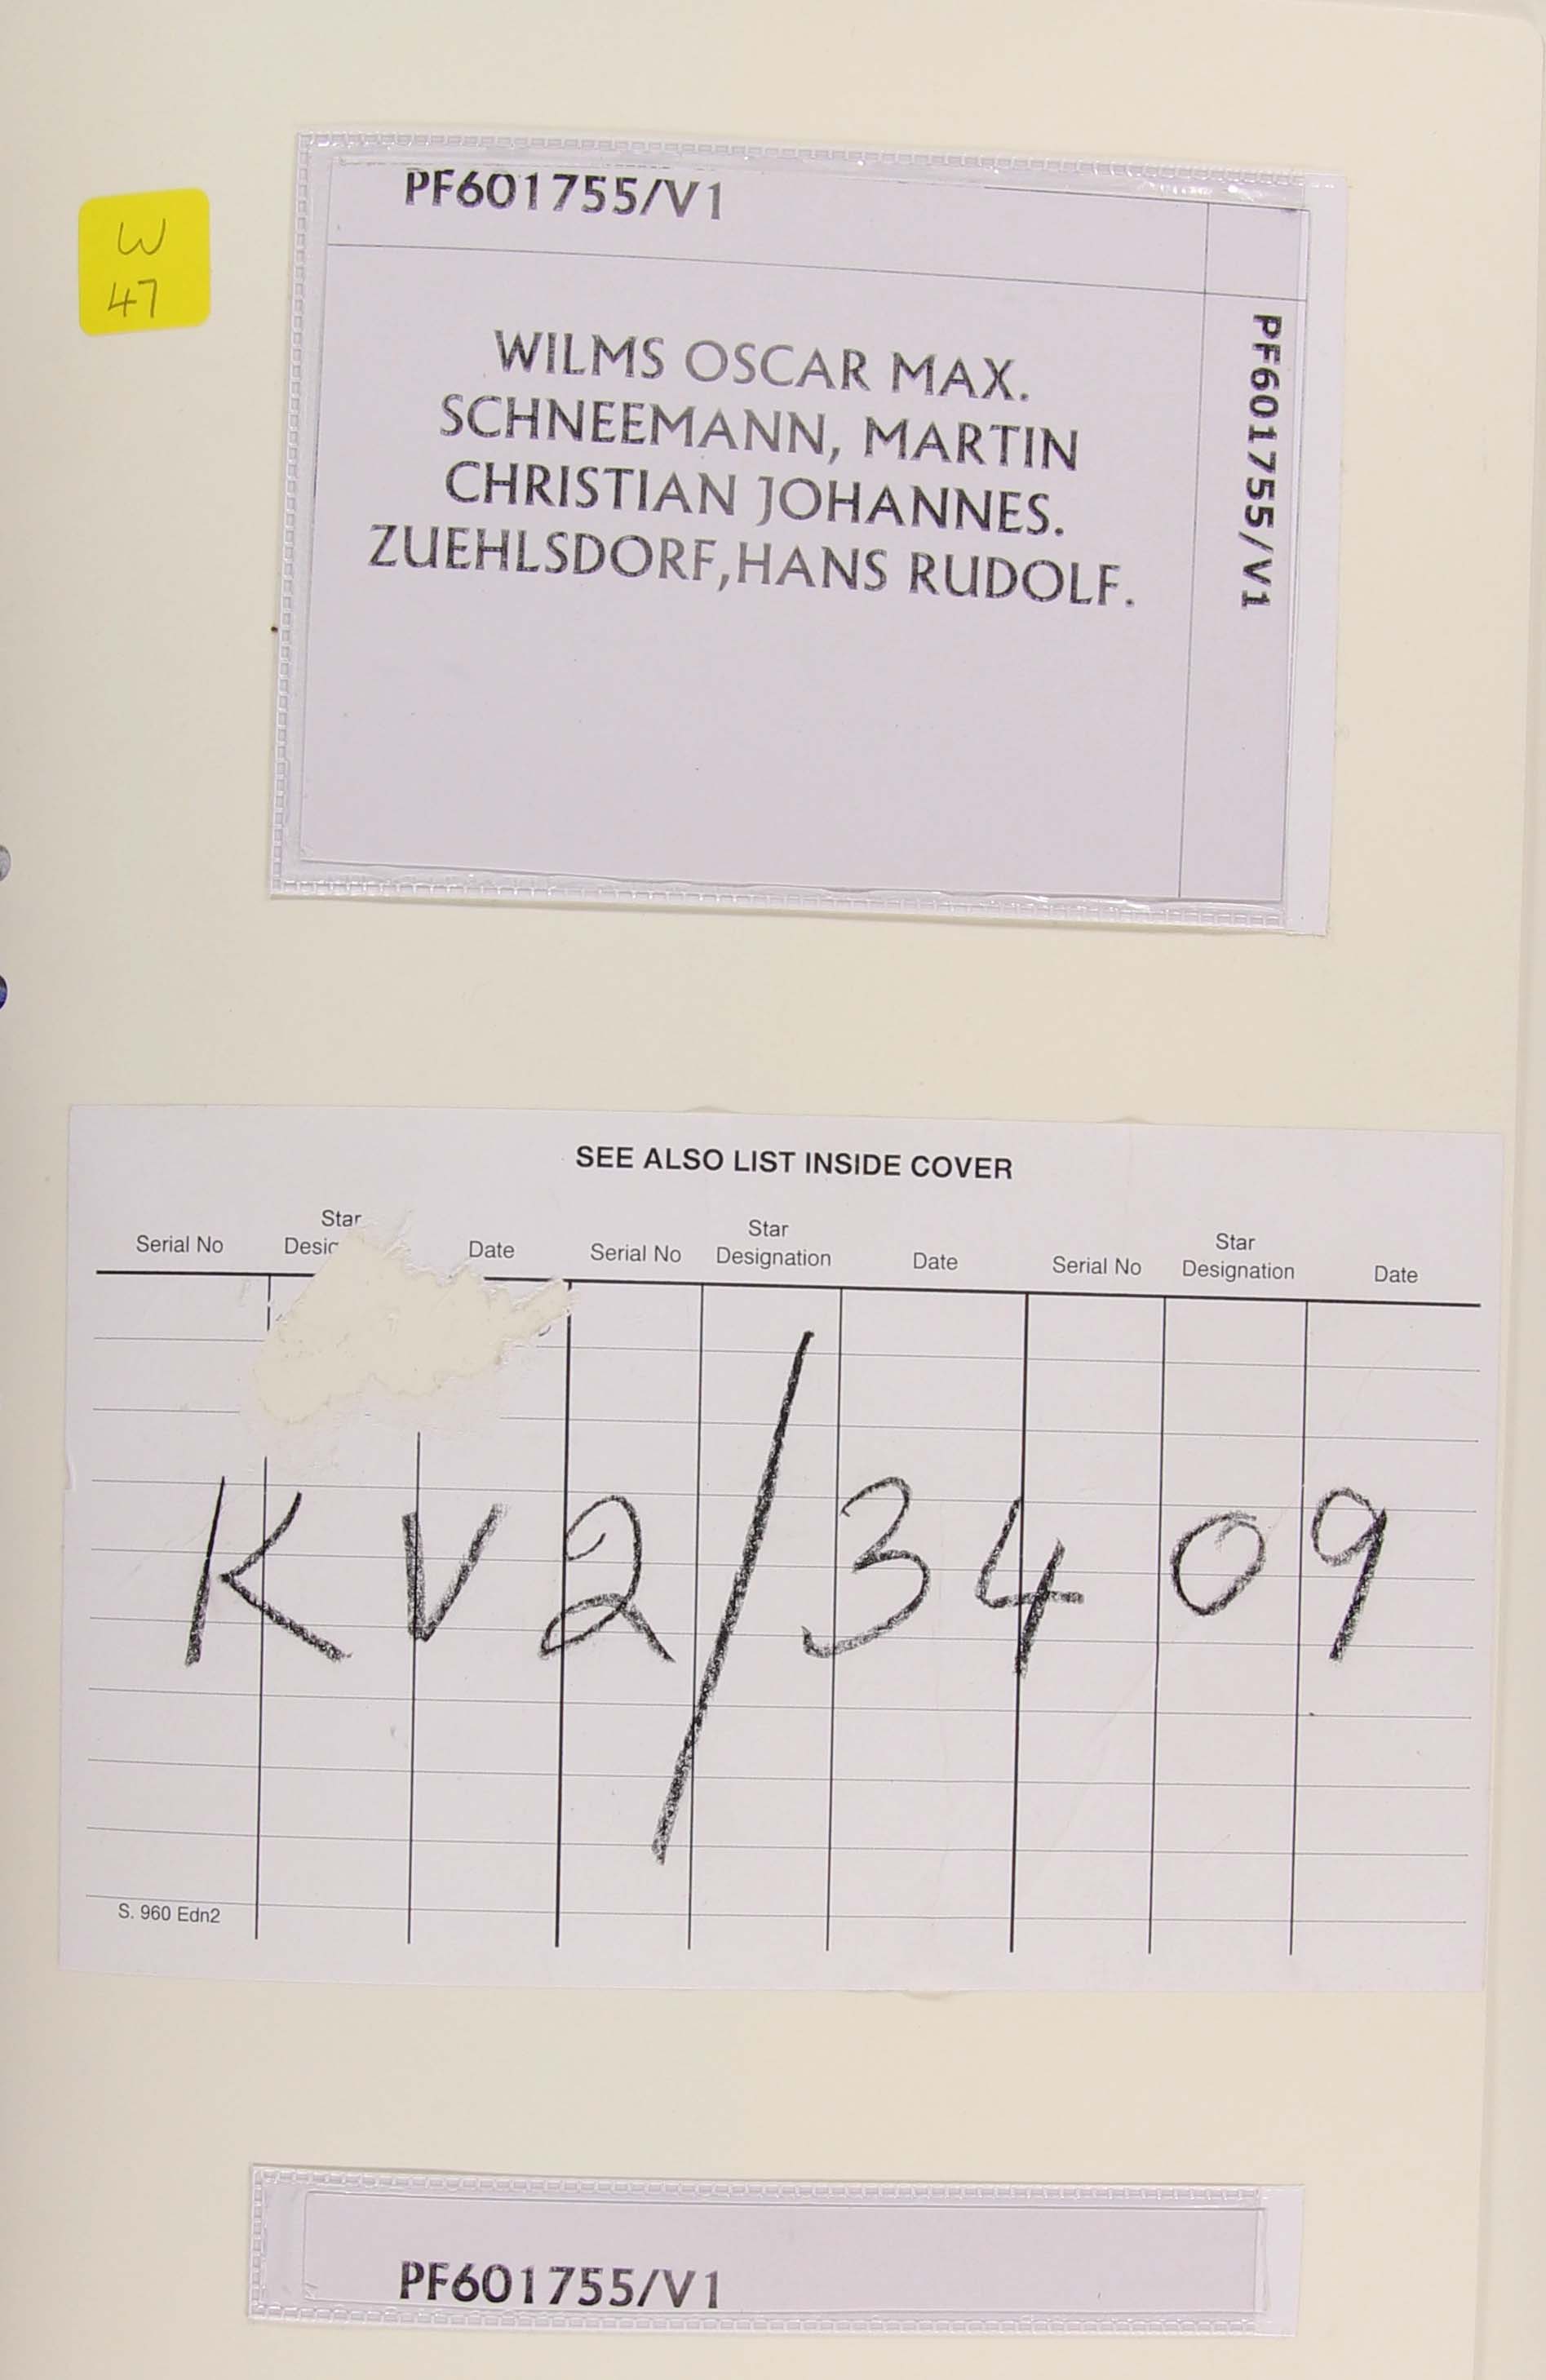 PF601755/V1
W
47
WILMS OSCAR MAX.
SCHNEEMANN, MARTIN
CHRISTIAN JOHANNES.
ZUEHLSDORF,HANS RUDOLF.
PF601755/V1
SEE ALSO LIST INSIDE COVER
Serial No Star Date Serial No Star Designation Date Serial No Star Designation Date
KV2/3409
S. 960 Edn2
PF601755/V1